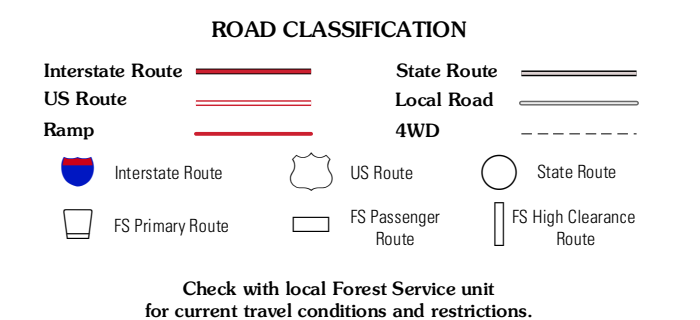 ROAD CLASSIFICATION
Interstate Route
State Route
US Route
Local Road
Ramp
4WD
Interstate Route
US Route
State Route
FS Primary Route
FS Passenger
Route
FS High Clearance
Route
Check with local Forest Service unit
for current travel conditions and restrictions.